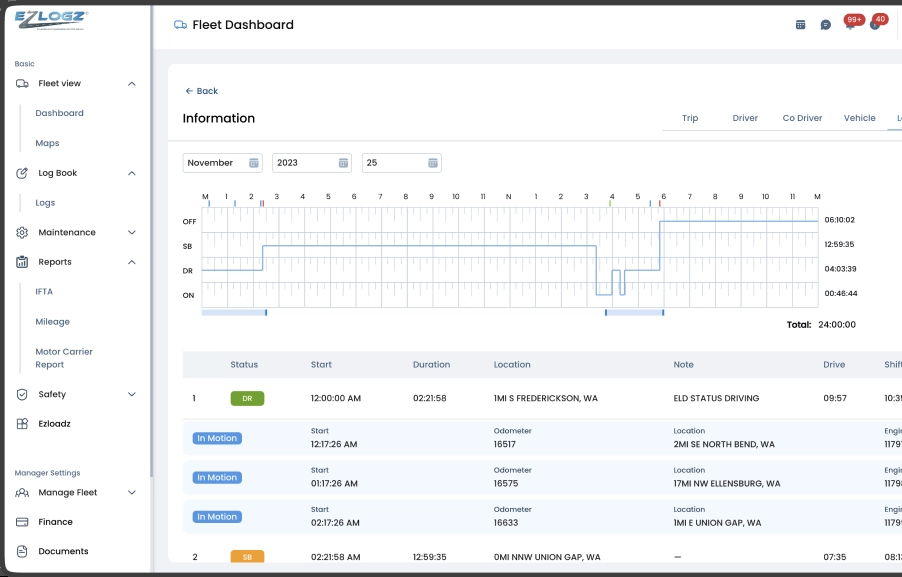 EZLOGZ
Fleet Dashboard
99+
40
Basic
Fleet view
Dashboard
Maps
Log Book
Logs
Maintenance
Reports
IFTA
Mileage
Motor Carrier
Report
Safety
Ezloadz
Manager Settings
Manage Fleet
Finance
Documents
Back
Information
Trip Driver Co Driver Vehicle
November 2023 25
M 1 2 3 4 5 6 7 8 9 10 11 N 1 2 3 4 5 6 7 8 9 10 11 M
OFF 06:10:02
SB 12:59:35
DR 04:03:39
ON 00:46:44
Total: 24:00:00
Status Start Duration Location Note Drive Shif
1 DR 12:00:00 AM 02:21:58 1MI S FREDERICKSON, WA ELD STATUS DRIVING 09:57 10:3
Start Odometer Location Engi
In Motion 12:17:26 AM 16517 2MI SE NORTH BEND, WA 1179
Start Odometer Location Engi
In Motion 01:17:26 AM 16575 17MI NW ELLENSBURG, WA 1179
Start Odometer Location Engi
In Motion 02:17:26 AM 16633 1MI E UNION GAP, WA 1179
2 SB 02:21:58 AM 12:59:35 0MI NNW UNION GAP, WA — 07:35 08:1